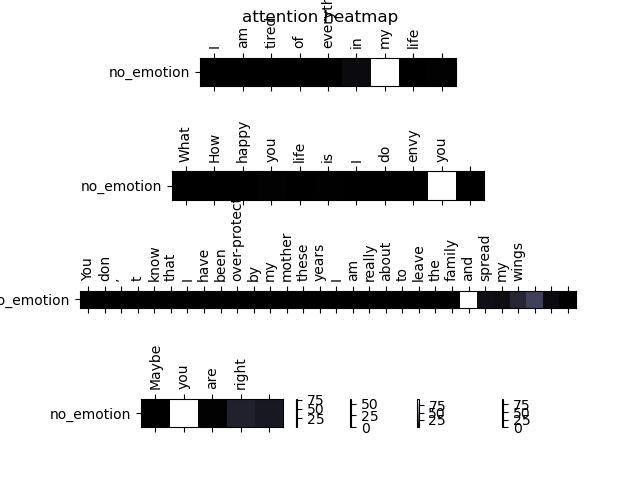 attention heatmap
I am tired of everyth in my life
no_emotion
What How happy you life is I do envy you
no_emotion
You don , t know that I have been over-protect by my mother these years I am really about to leave the family and spread my wings
o_emotion
Maybe you are right
no_emotion
75 50 25
50 25 0
75 50 25
75 50 25 0